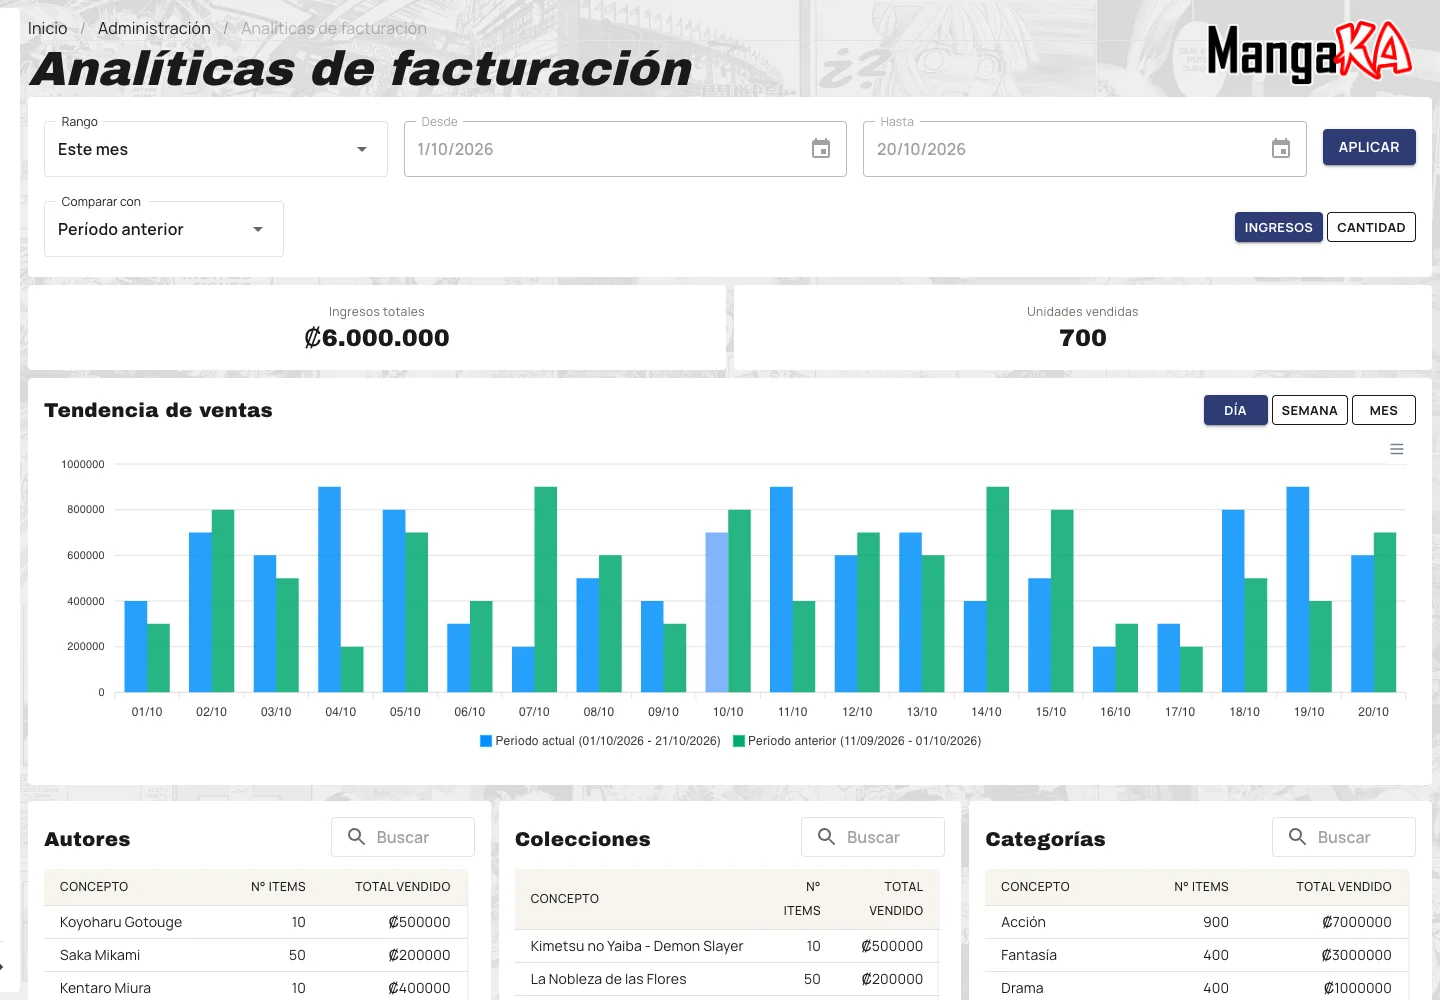 Inicio / Administración / Analíticas de facturación
Analíticas de facturación
MangaKA
Rango
Este mes
Desde
1/10/2026
Hasta
20/10/2026
APLICAR
Comparar con
Período anterior
INGRESOS CANTIDAD
Ingresos totales
₡6.000.000
Unidades vendidas
700
Tendencia de ventas
DÍA SEMANA MES
1000000
800000
600000
400000
200000
0
01/10 02/10 03/10 04/10 05/10 06/10 07/10 08/10 09/10 10/10 11/10 12/10 13/10 14/10 15/10 16/10 17/10 18/10 19/10 20/10
Período actual (01/10/2026 - 21/10/2026) Período anterior (11/09/2026 - 01/10/2026)
Autores
Buscar
CONCEPTO N° ITEMS TOTAL VENDIDO
Koyoharu Gotouge 10 ₡500000
Saka Mikami 50 ₡200000
Kentaro Miura 10 ₡400000
Colecciones
Buscar
CONCEPTO N° ITEMS TOTAL VENDIDO
Kimetsu no Yaiba - Demon Slayer 10 ₡500000
La Nobleza de las Flores 50 ₡200000
Categorías
Buscar
CONCEPTO N° ITEMS TOTAL VENDIDO
Acción 900 ₡7000000
Fantasía 400 ₡3000000
Drama 400 ₡1000000